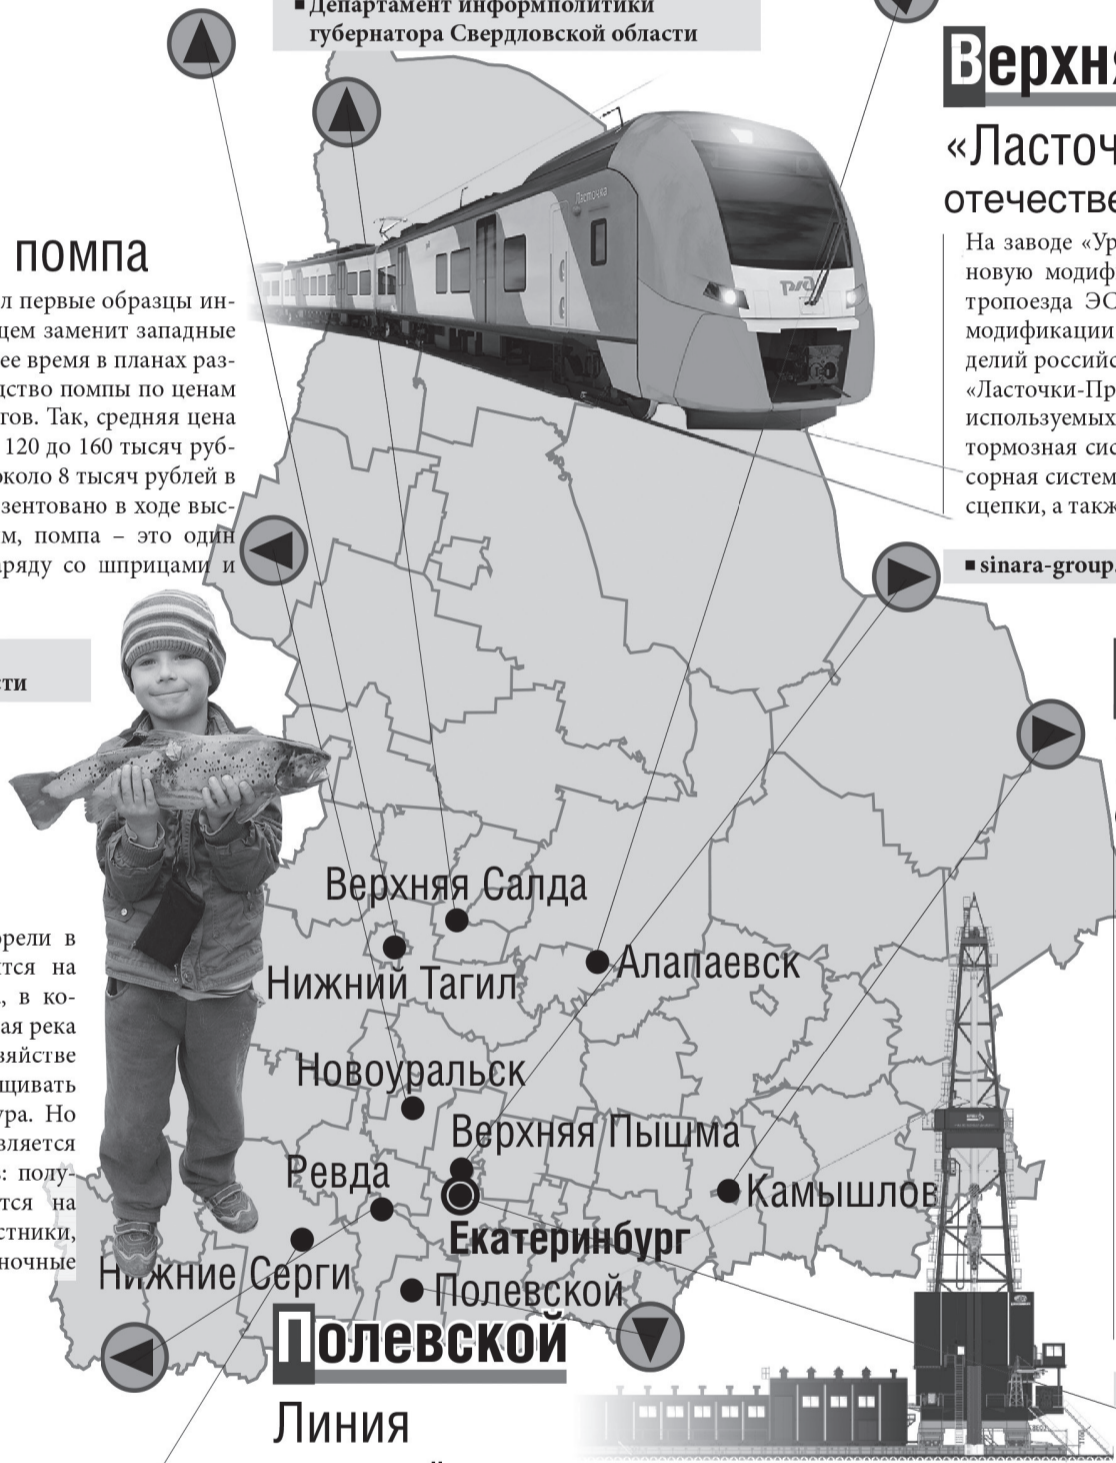 ▪ Департамент информполитики
губернатора Свердловской области
помпа
л первые образцы ин-
щем заменит западные
ее время в планах раз-
дство помпы по ценам
гов. Так, средняя цена
120 до 160 тысяч руб-
около 8 тысяч рублей в
зентовано в ходе выс-
м, помпа – это один
аряду со шприцами и
сти
орели в
тся на
, в ко-
ая река
зяйстве
щивать
ура. Но
вляется
: полу-
тся на
стники,
ночные
Верхня
«Ласточ
отечестве
На заводе «Ур
новую модиф
тропоезда ЭС
модификации
делий российс
«Ласточки-Пр
используемых
тормозная сис
сорная систем
сцепки, а такж
▪ sinara-group.
Ласточка
РЖД
Верхняя Салда
Нижний Тагил
Алапаевск
Новоуральск
Верхняя Пышма
Ревда
Камышлов
Екатеринбург
Нижние Серги
Полевской
Полевской
Линия